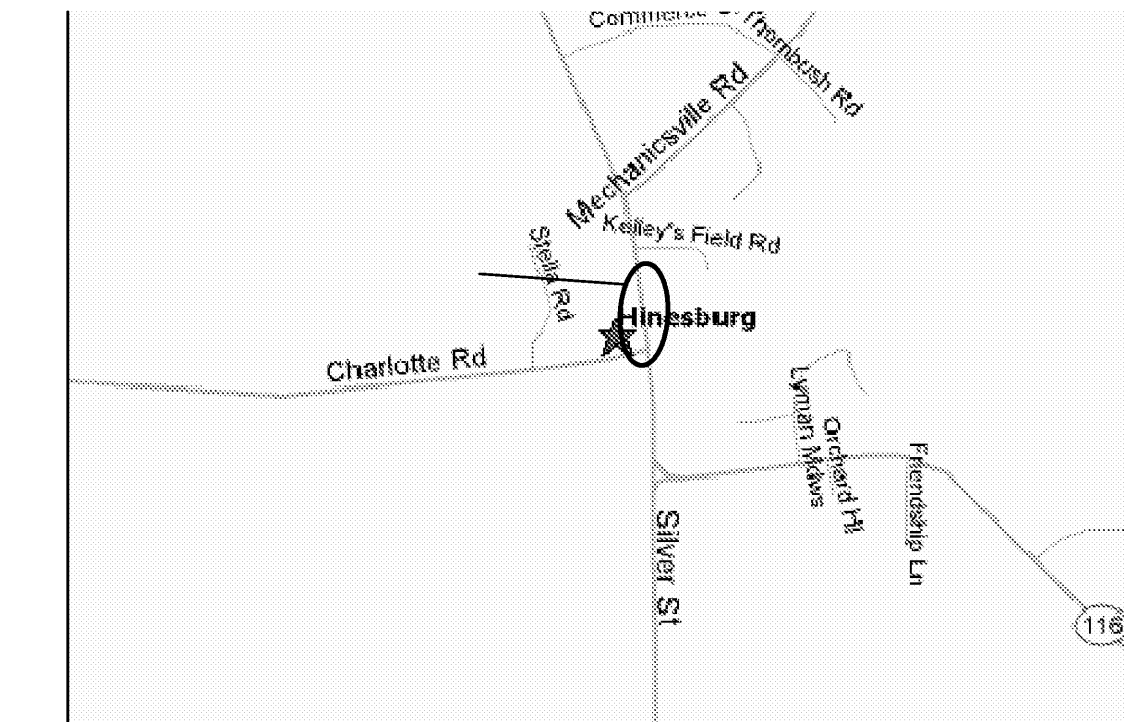 Thornbush Rd
Mechanicsville Rd
Kelley's Field Rd
Stella Rd
Hinesburg
Charlotte Rd
Lyman Mdws
Orchard Hl
Friendship Ln
Silver St
116